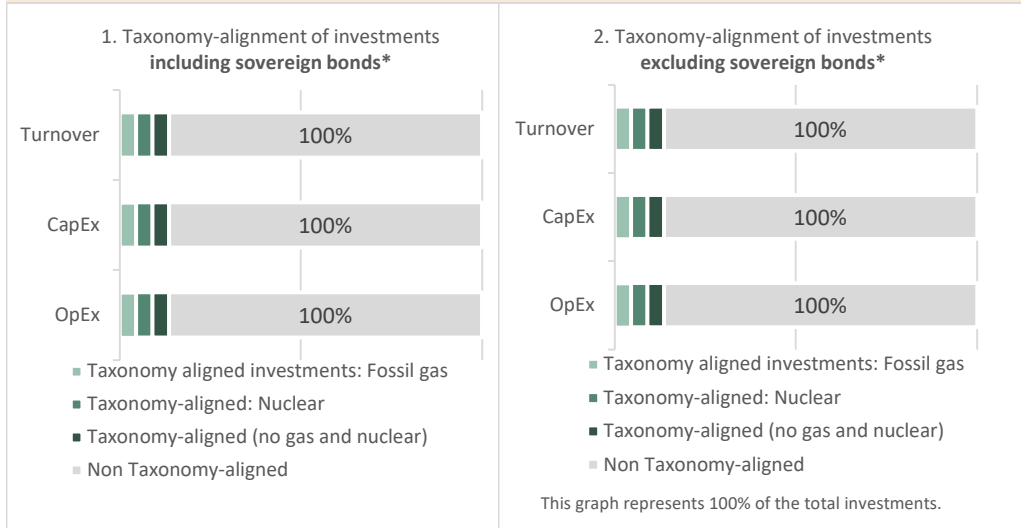 1. Taxonomy-alignment of investments
including sovereign bonds*
Turnover
100%
CapEx
100%
OpEx
100%
Taxonomy aligned investments: Fossil gas
Taxonomy-aligned: Nuclear
Taxonomy-aligned (no gas and nuclear)
Non Taxonomy-aligned
2. Taxonomy-alignment of investments
excluding sovereign bonds*
Turnover
100%
CapEx
100%
OpEx
100%
Taxonomy aligned investments: Fossil gas
Taxonomy-aligned: Nuclear
Taxonomy-aligned (no gas and nuclear)
Non Taxonomy-aligned
This graph represents 100% of the total investments.